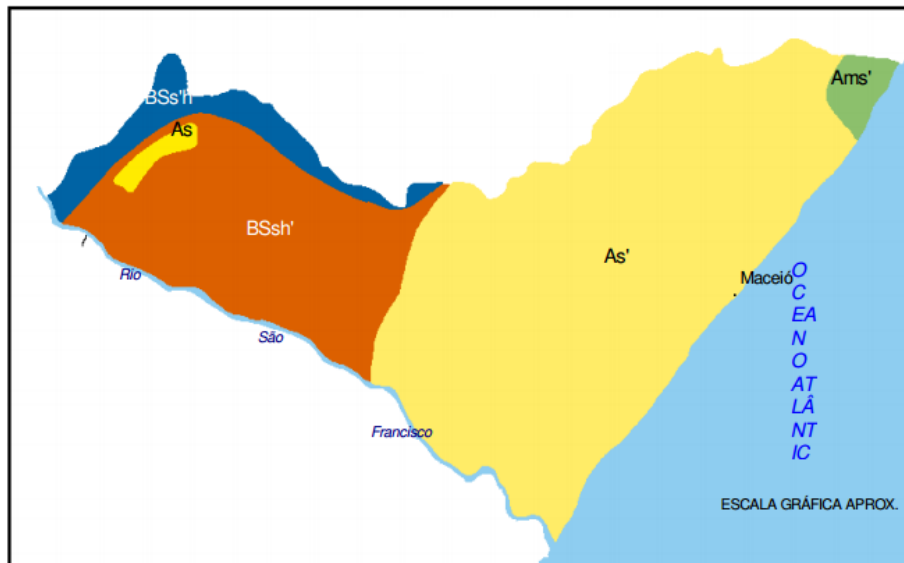 Ams'
BSs'h'
As
BSsh'
As'
Rio
São
Francisco
Maceió
O
C
EA
N
O
AT
LÂ
NT
IC
ESCALA GRÁFICA APROX.